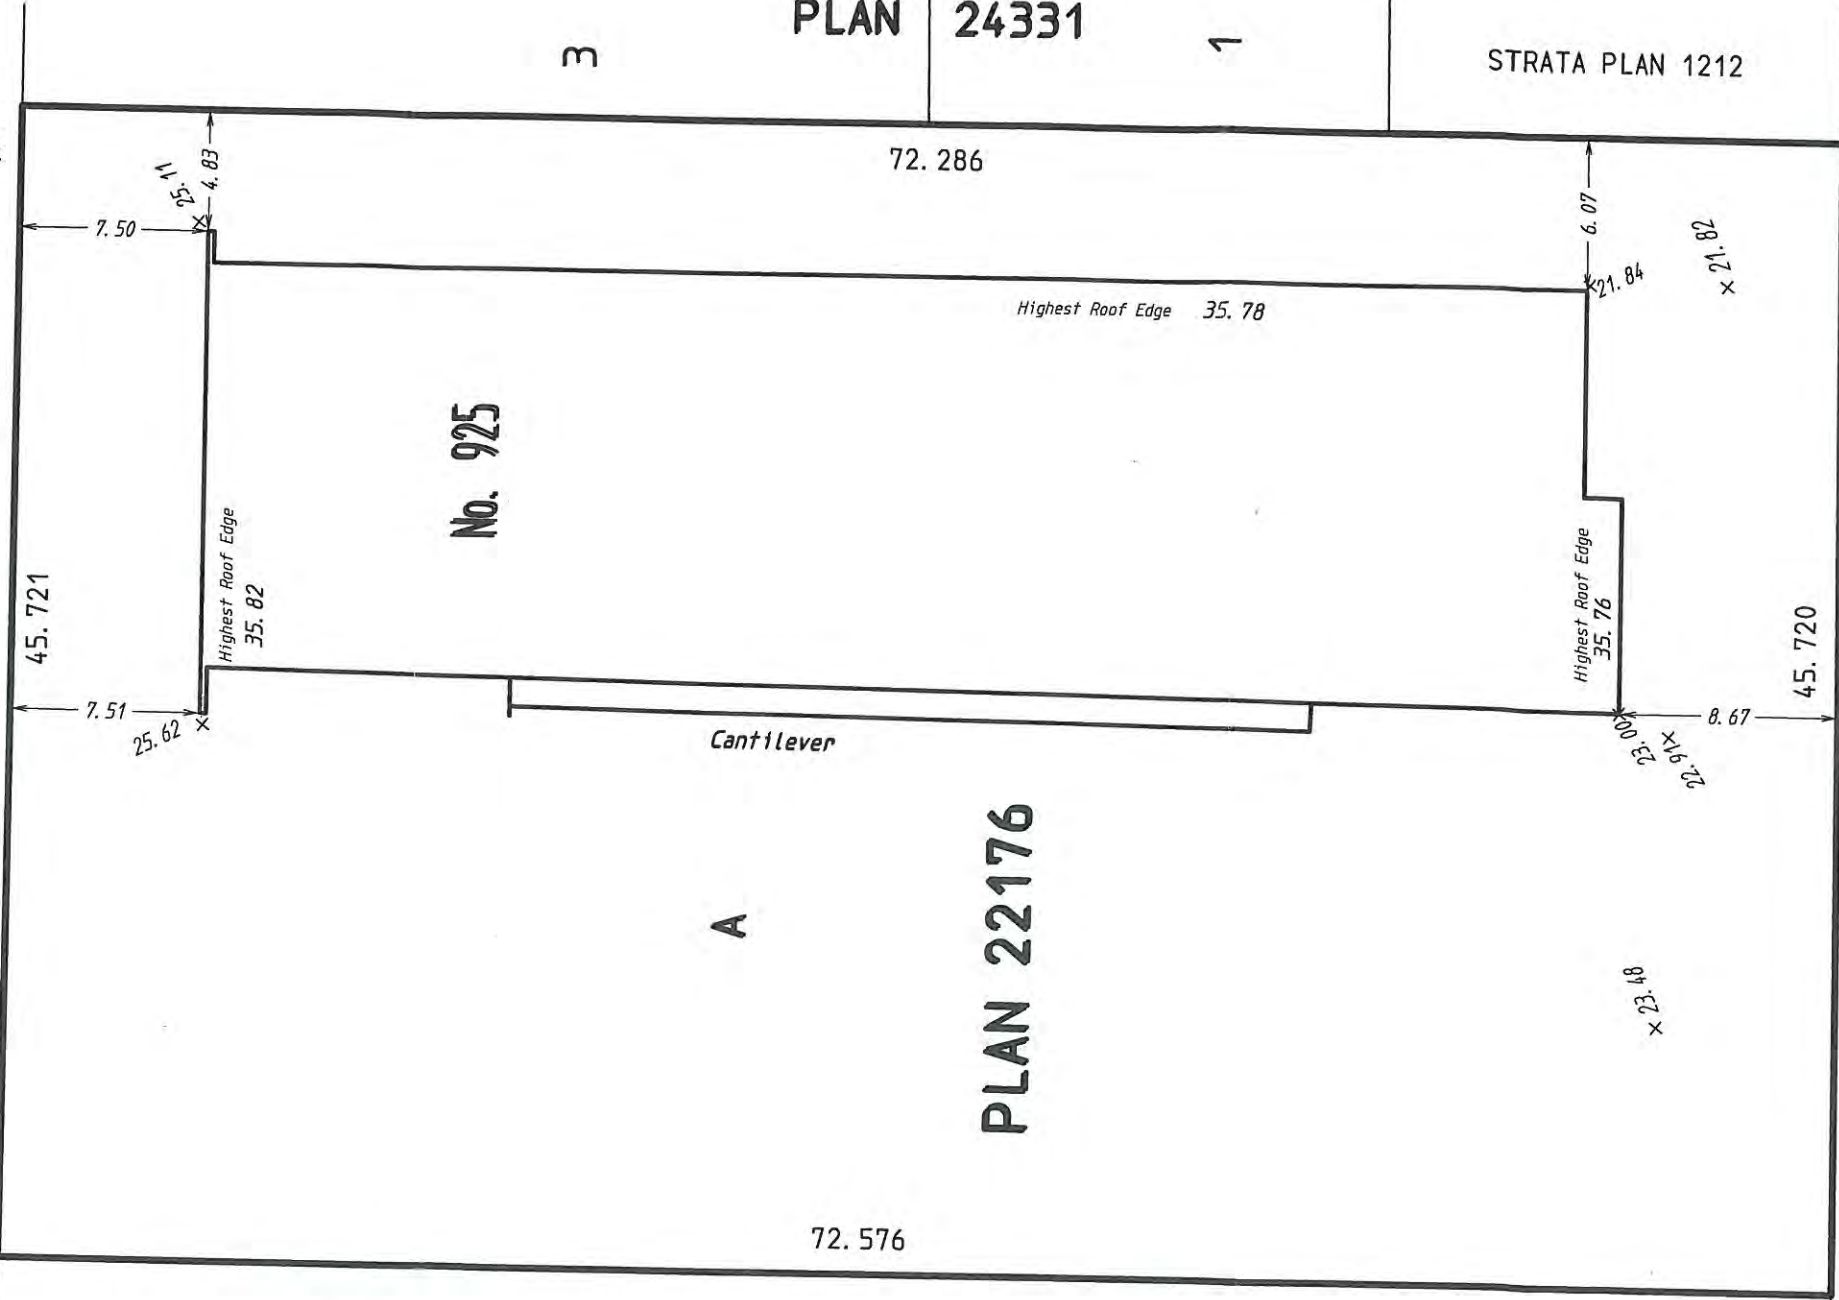 PLAN 24331
3
1
STRATA PLAN 1212
72.286
4.83
25.11
7.50
6.07
21.84
21.82
Highest Roof Edge 35.78
No. 925
Highest Roof Edge
35.82
Highest Roof Edge
35.76
45.721
45.720
7.51
25.62
Cantilever
8.67
23.00
22.91
A
PLAN 22176
23.48
72.576